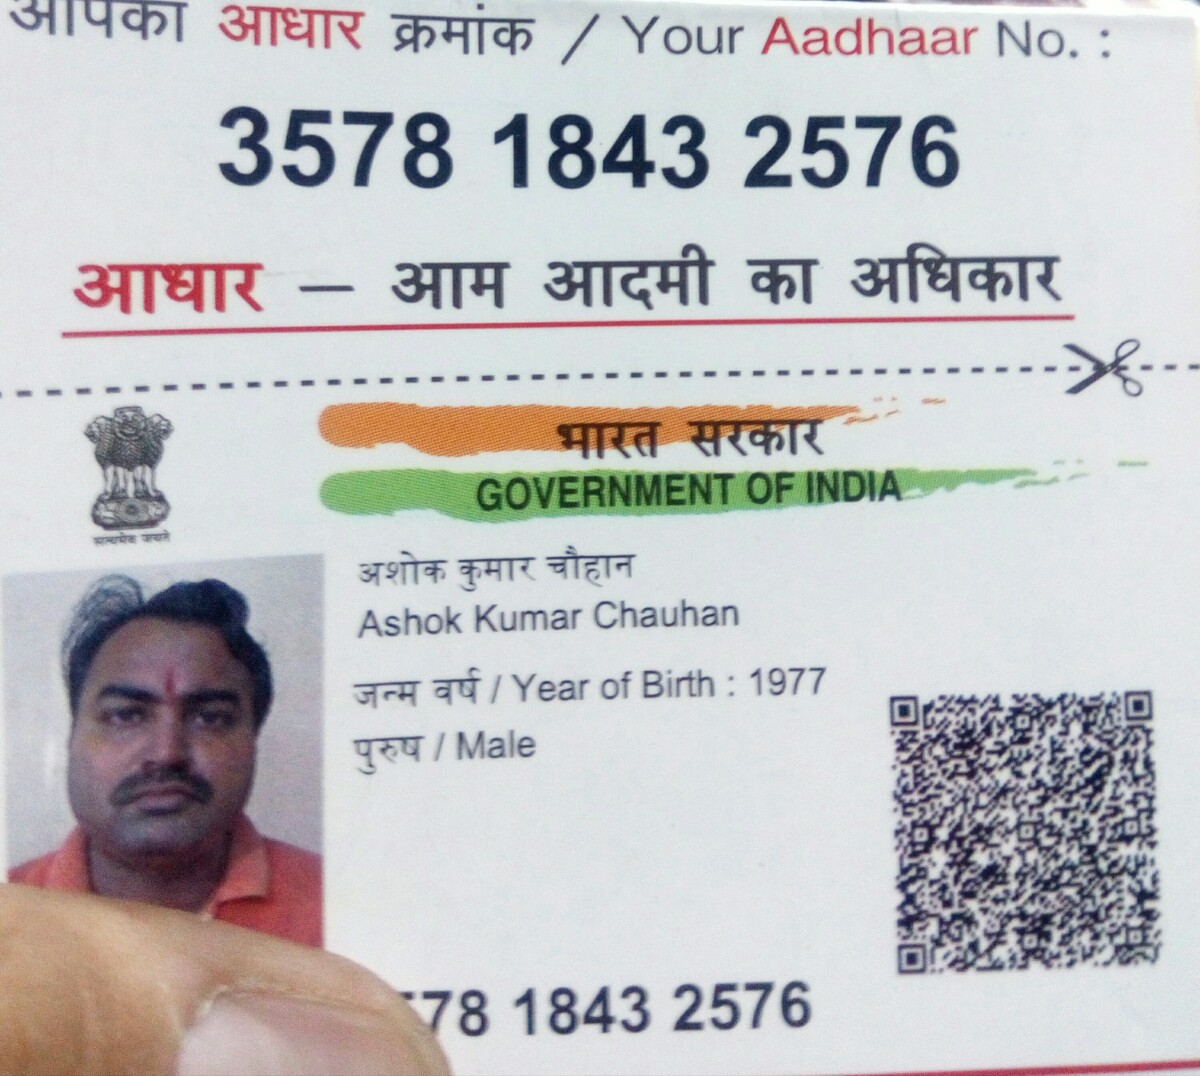 आपका आधार क्रमांक / Your Aadhaar No. :
3578 1843 2576
आधार – आम आदमी का अधिकार
भारत सरकार
GOVERNMENT OF INDIA
सत्यमेव जयते
अशोक कुमार चौहान
Ashok Kumar Chauhan
जन्म वर्ष / Year of Birth : 1977
पुरुष / Male
78 1843 2576